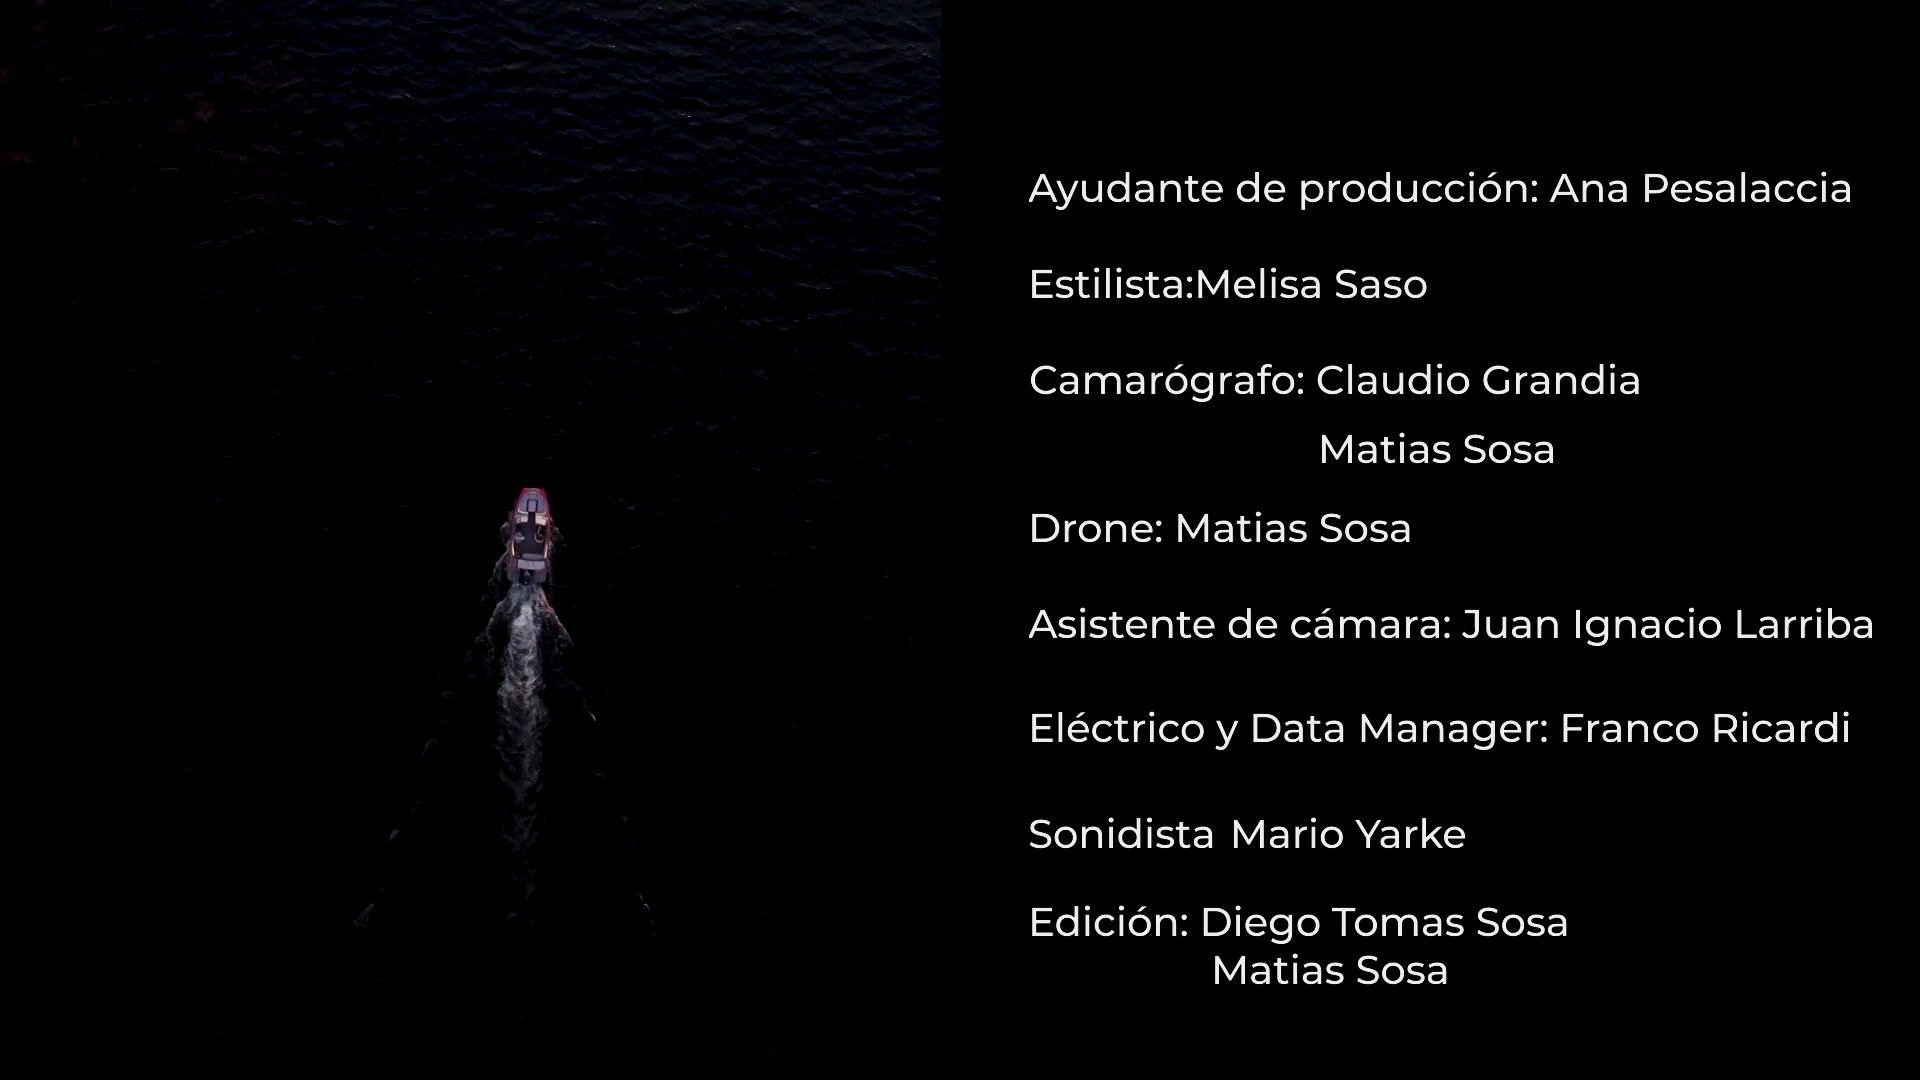 Ayudante de producción: Ana Pesalaccia
Estilista:Melisa Saso
Camarógrafo: Claudio Grandia
Matias Sosa
Drone: Matias Sosa
Asistente de cámara: Juan Ignacio Larriba
Eléctrico y Data Manager: Franco Ricardi
Sonidista Mario Yarke
Edición: Diego Tomas Sosa
Matias Sosa